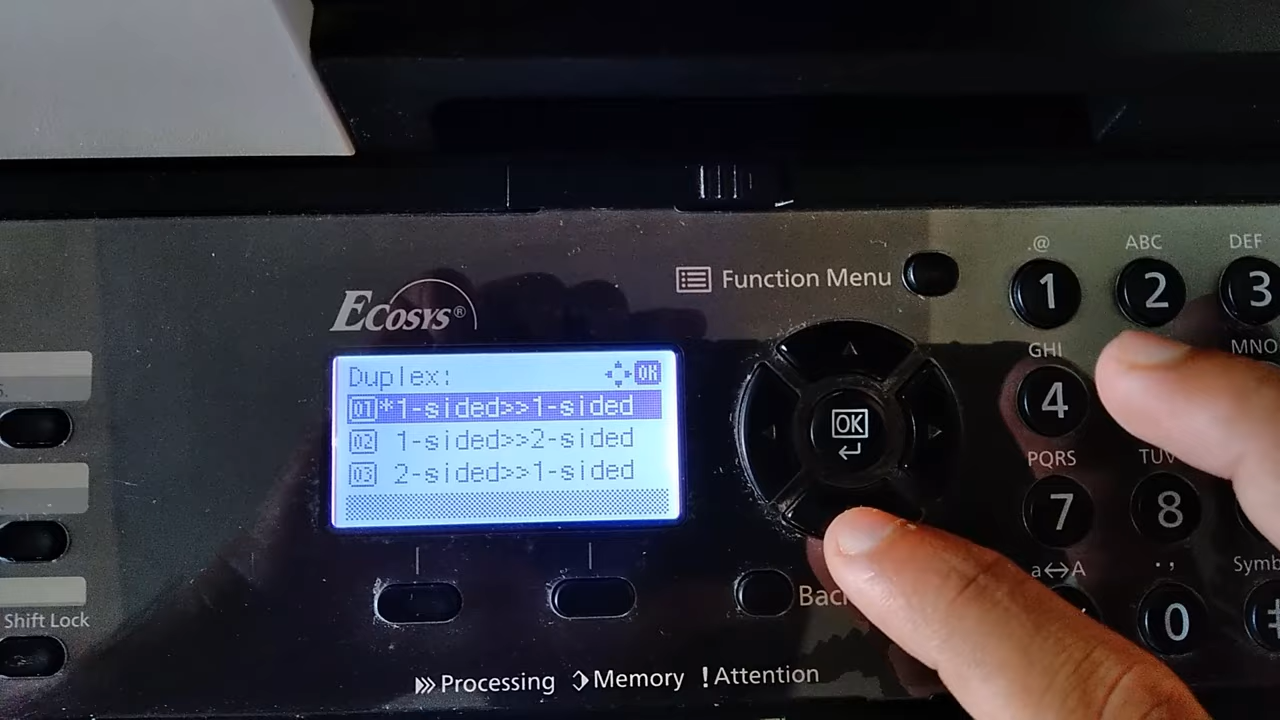 .@ ABC DEF
Function Menu
1 2 3
ECOSYS®
GHI MNO
Duplex: OK
01 *1-sided>>1-sided
02 1-sided>>2-sided
03 2-sided>>1-sided
OK
4
PQRS TUV
7 8
a↔A ., Symb
Back
0
Shift Lock
Processing Memory !Attention